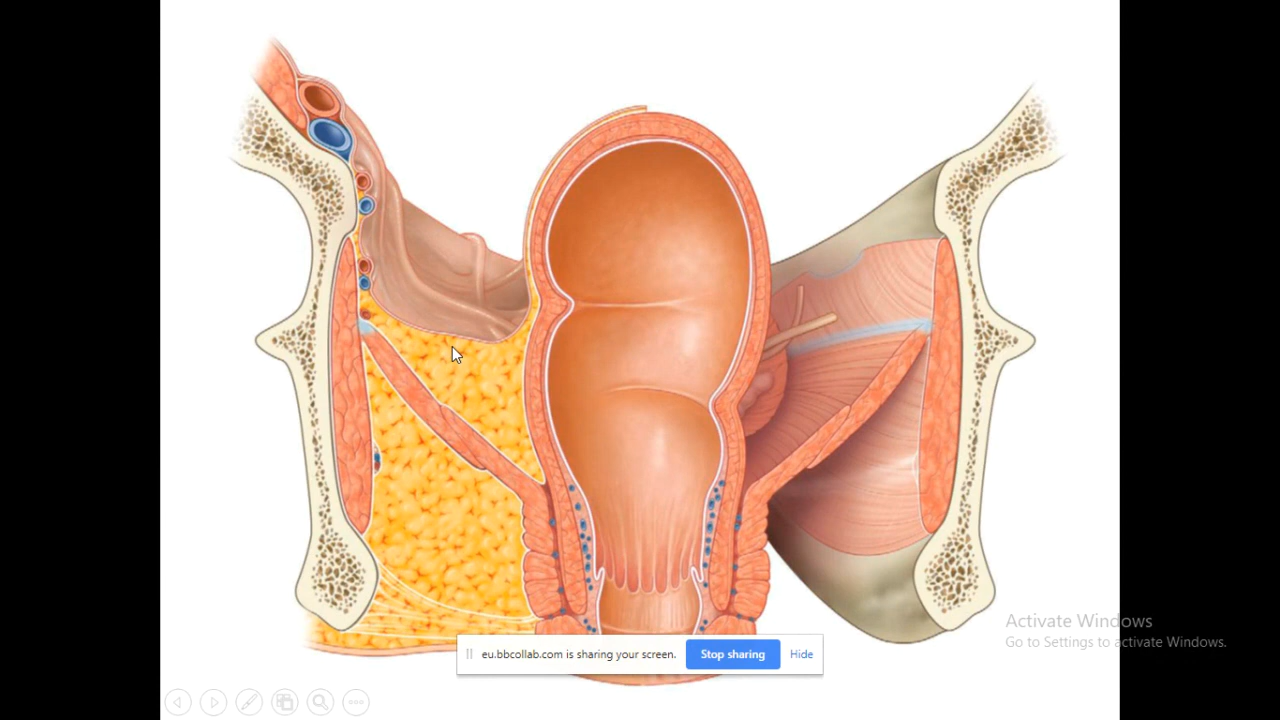 eu.bbcollab.com is sharing your screen.
Stop sharing
Hide
Activate Windows
Go to Settings to activate Windows.